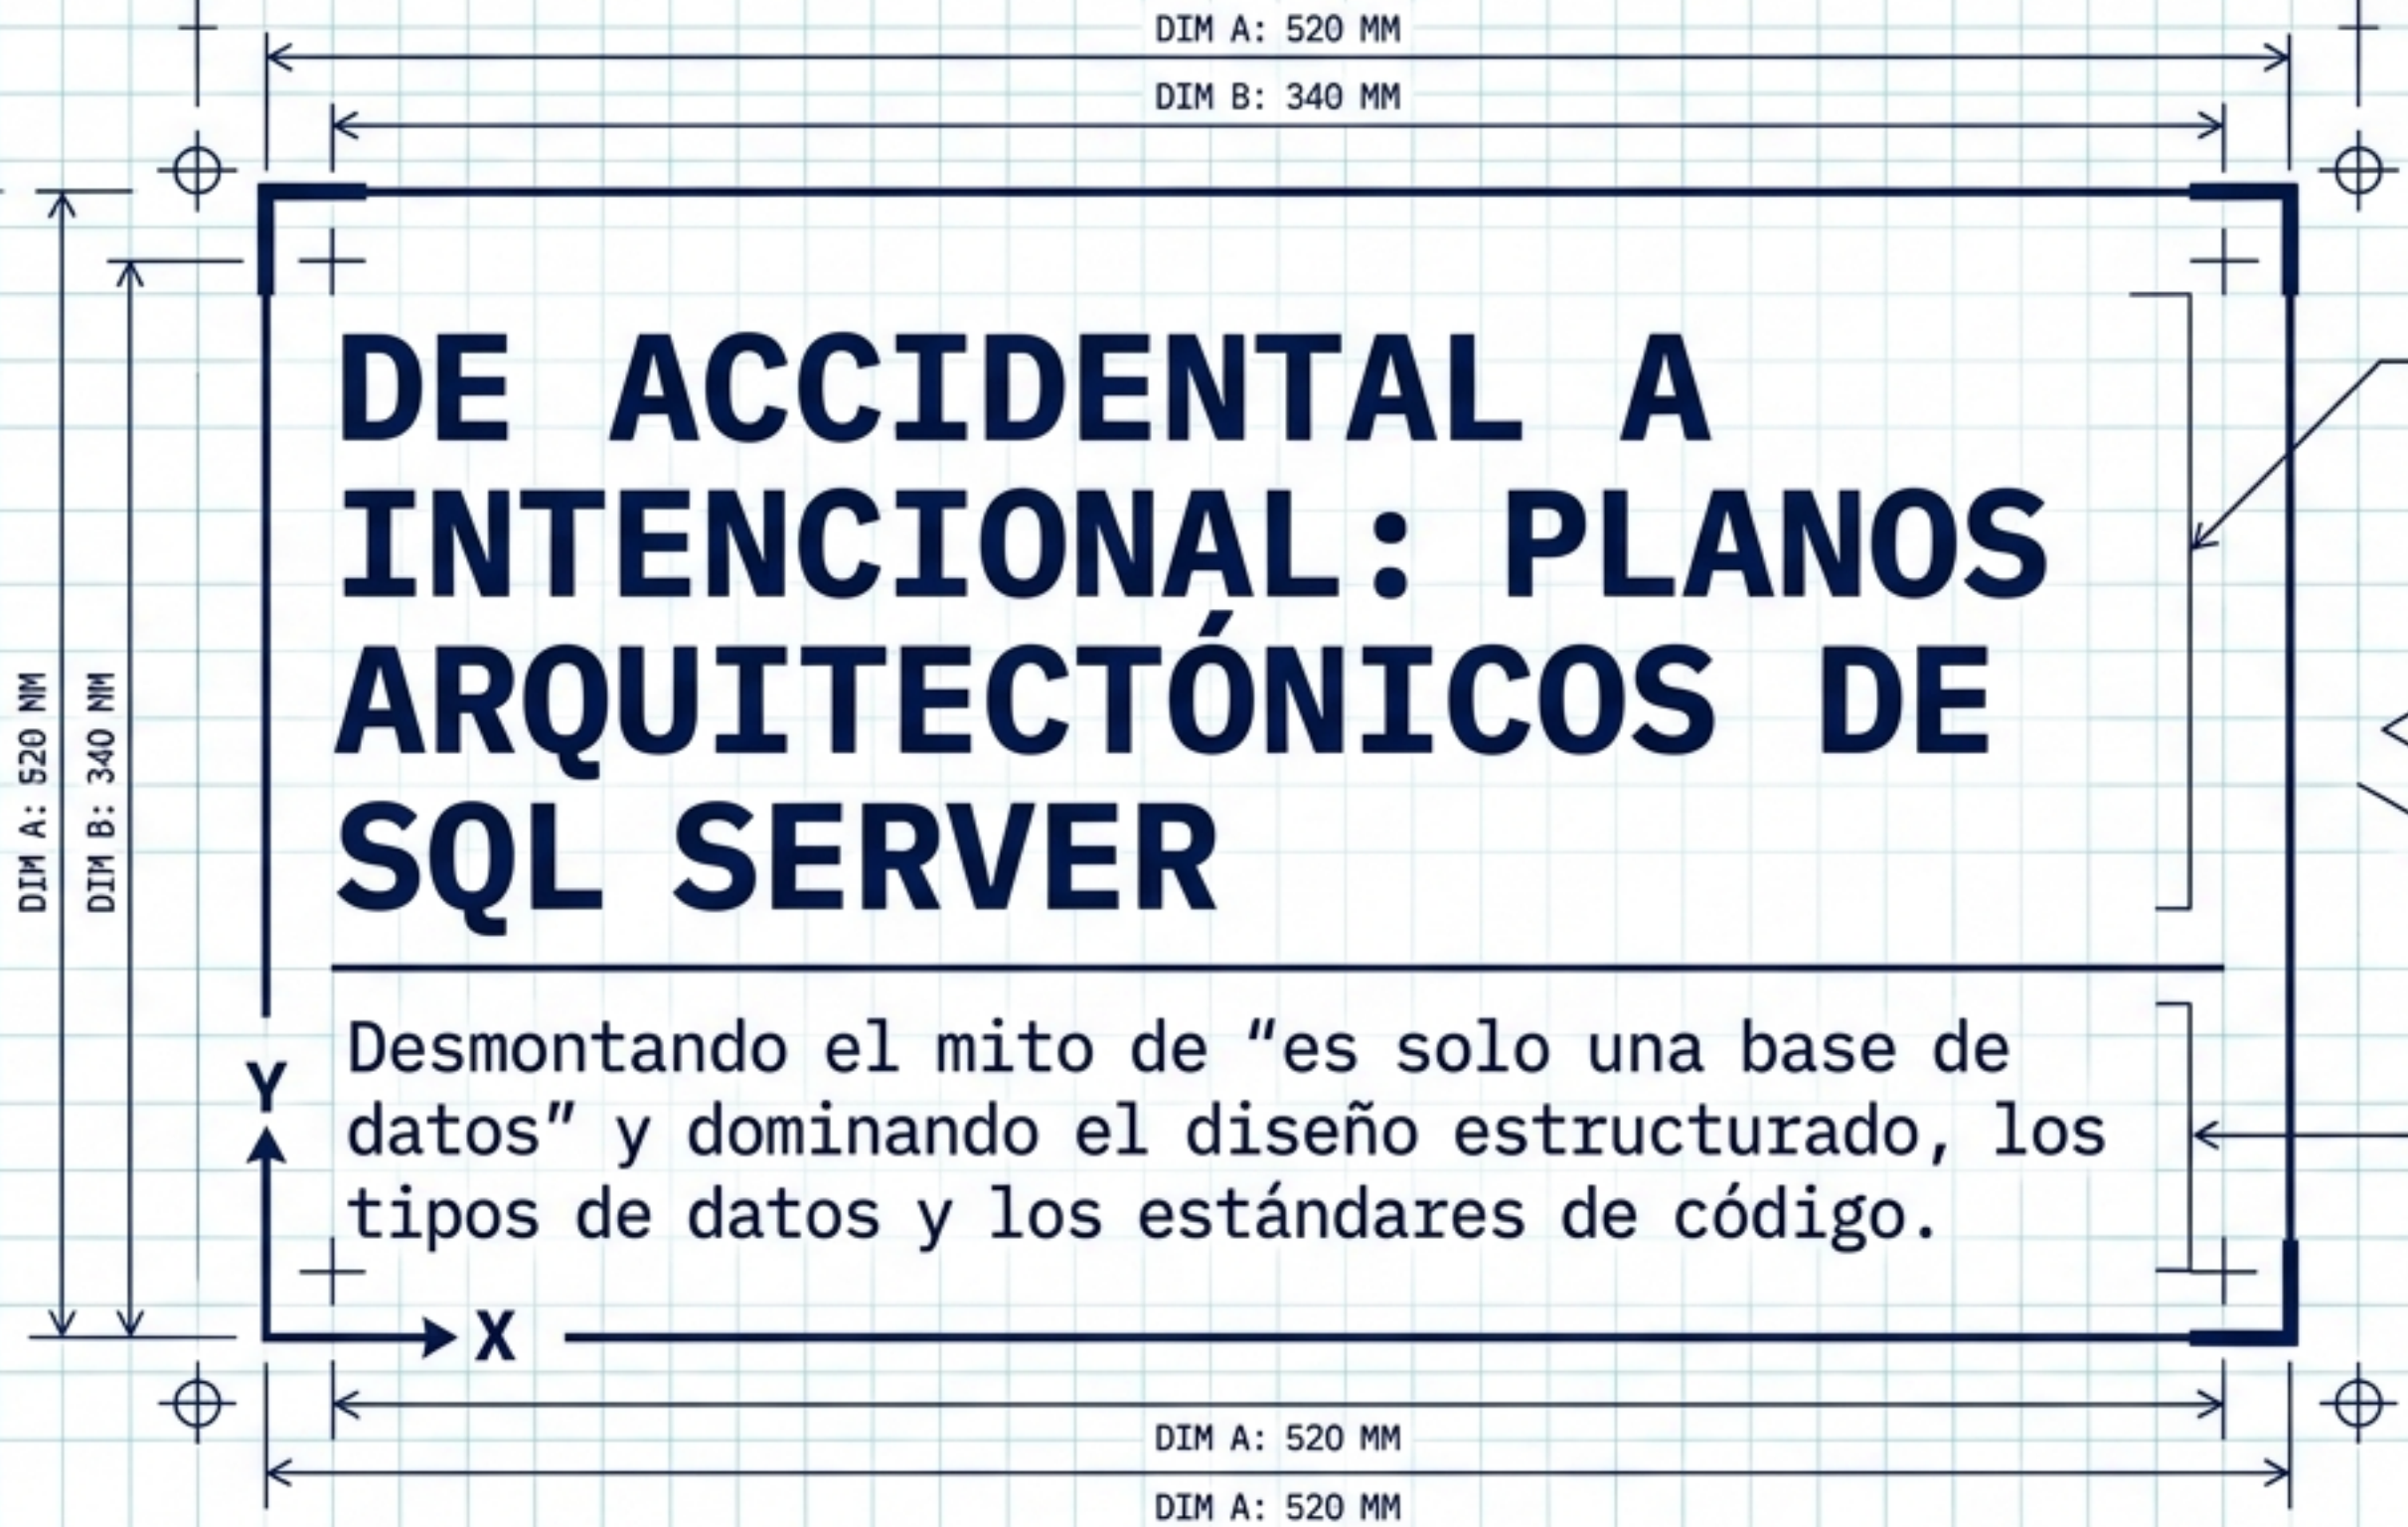 DIM A: 520 MM
DIM B: 340 MM
DE ACCIDENTAL A
INTENCIONAL: PLANOS
ARQUITECTÓNICOS DE
SQL SERVER
Desmontando el mito de “es solo una base de
datos” y dominando el diseño estructurado, los
tipos de datos y los estándares de código.
DIM A: 520 MM
DIM B: 340 MM
Y
X
DIM A: 520 MM
DIM A: 520 MM